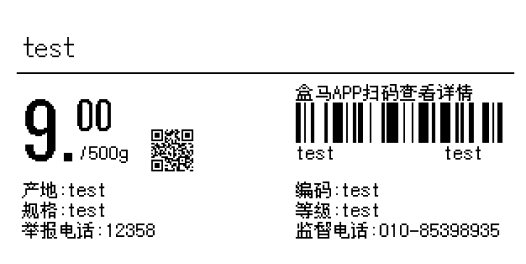 test
盒马APP扫码查看详情
9.00
/500g
test test
产地:test
编码:test
规格:test
等级:test
举报电话:12358
监督电话:010-85398935